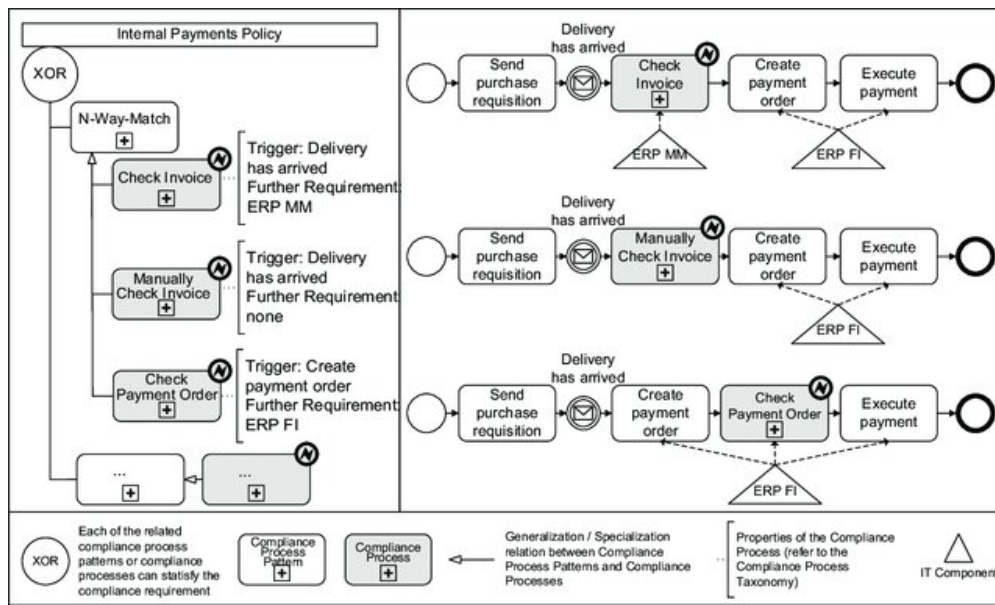 Internal Payments Policy
XOR
N-Way-Match
Check Invoice
Trigger: Delivery
has arrived
Further Requirement:
ERP MM
Manually
Check Invoice
Trigger: Delivery
has arrived
Further Requirement:
none
Check
Payment Order
Trigger: Create
payment order
Further Requirement:
ERP FI
...
...
Delivery
has arrived
Send
purchase
requisition
Check
Invoice
Create
payment
order
Execute
payment
ERP MM
ERP FI
Delivery
has arrived
Send
purchase
requisition
Manually
Check Invoice
Create
payment
order
Execute
payment
ERP FI
Delivery
has arrived
Send
purchase
requisition
Create
payment
order
Check
Payment Order
Execute
payment
ERP FI
XOR
Each of the related
compliance process
patterns or compliance
processes can statisfy the
compliance requirement
Compliance
Process
Pattern
Compliance
Process
Generalization / Specialization
relation between Compliance
Process Patterns and Compliance
Processes
Properties of the Compliance
Process (refer to the
Compliance Process
Taxonomy)
IT Component